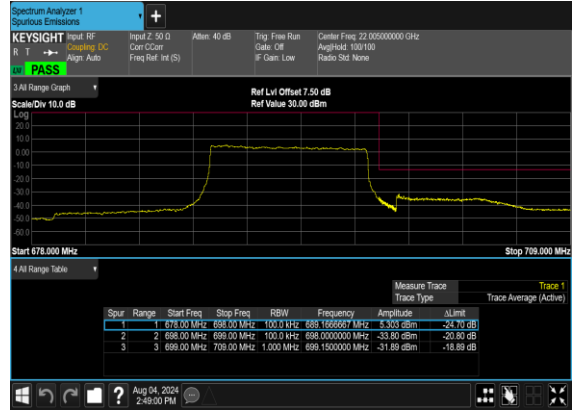 Spectrum Analyzer 1
Spurious Emissions
+
KEYSIGHT Input: RF Input Z: 50 Ω Atten: 40 dB Trig: Free Run Center Freq: 22.005000000 GHz
R T Coupling: DC Corr CCorr Gate: Off Avg|Hold: 100/100
Align: Auto Freq Ref: Int (S) IF Gain: Low Radio Std: None
PASS
3 All Range Graph
Ref Lvl Offset 7.50 dB
Scale/Div 10.0 dB Ref Value 30.00 dBm
Log
20.0
10.0
0.00
-10.0
-20.0
-30.0
-40.0
-50.0
-60.0
Start 678.000 MHz Stop 709.000 MHz
4 All Range Table
Measure Trace Trace 1
Trace Type Trace Average (Active)
Spur Range Start Freq Stop Freq RBW Frequency Amplitude ΔLimit
1 1 678.00 MHz 698.00 MHz 100.0 kHz 689.1666667 MHz 5.303 dBm -24.70 dB
2 2 698.00 MHz 699.00 MHz 100.0 kHz 698.0000000 MHz -33.80 dBm -20.80 dB
3 3 699.00 MHz 709.00 MHz 1.000 MHz 699.1500000 MHz -31.89 dBm -18.89 dB
? Aug 04, 2024
2:49:00 PM